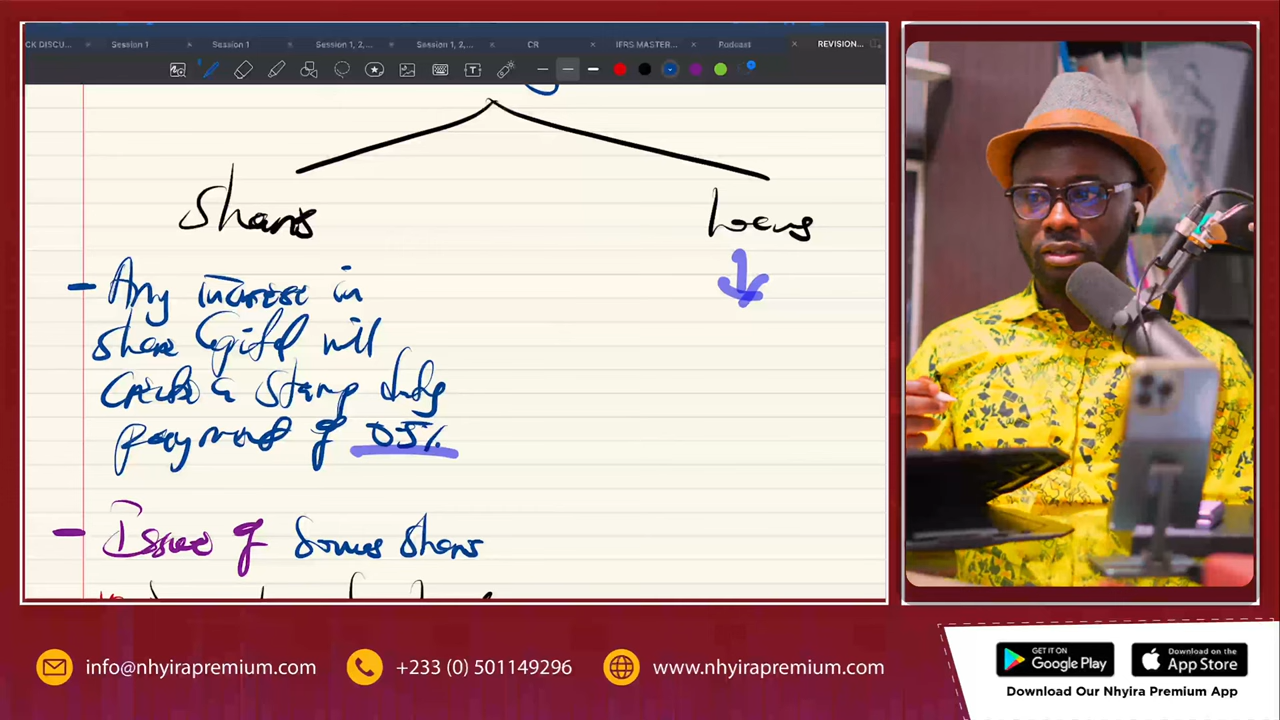 CK DISCU...
Session 1
Session 1
Session 1, 2,...
Session 1, 2,...
CR
IFRS MASTER...
Podcast
REVISION...
Shares
Loans
- Any increase in
share Capital will
Create a stamp duty
payment of 0.5%
- Issue of bonus shares
info@nhyirapremium.com
+233 (0) 501149296
www.nhyirapremium.com
GET IT ON
Google Play
Download on the
App Store
Download Our Nhyira Premium App